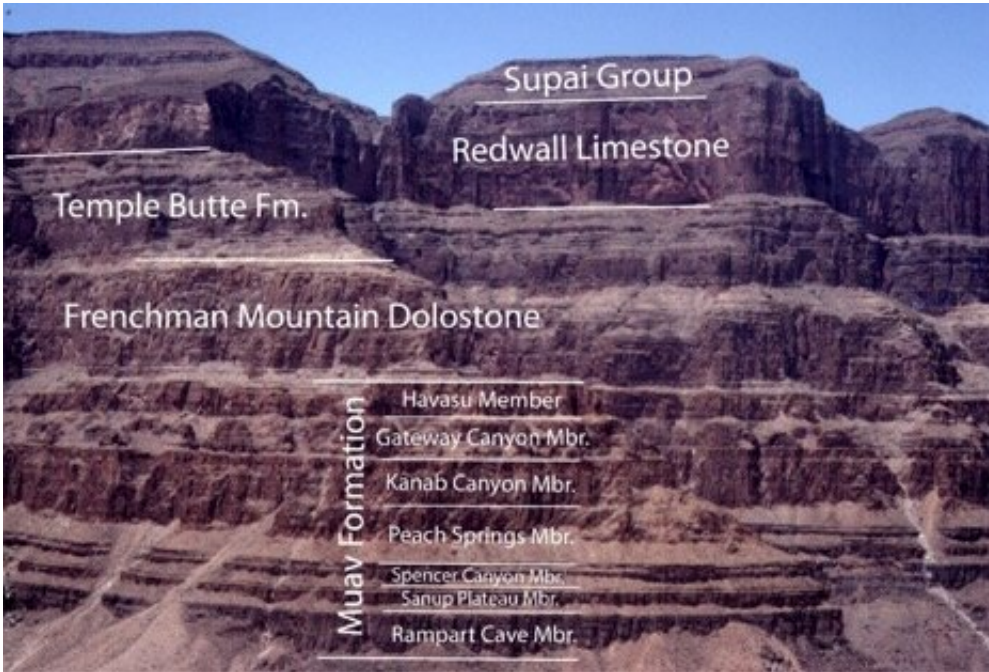 Supai Group
Redwall Limestone
Temple Butte Fm.
Frenchman Mountain Dolostone
Muav Formation
Havasu Member
Gateway Canyon Mbr.
Kanab Canyon Mbr.
Peach Springs Mbr.
Spencer Canyon Mbr.
Sanup Plateau Mbr.
Rampart Cave Mbr.